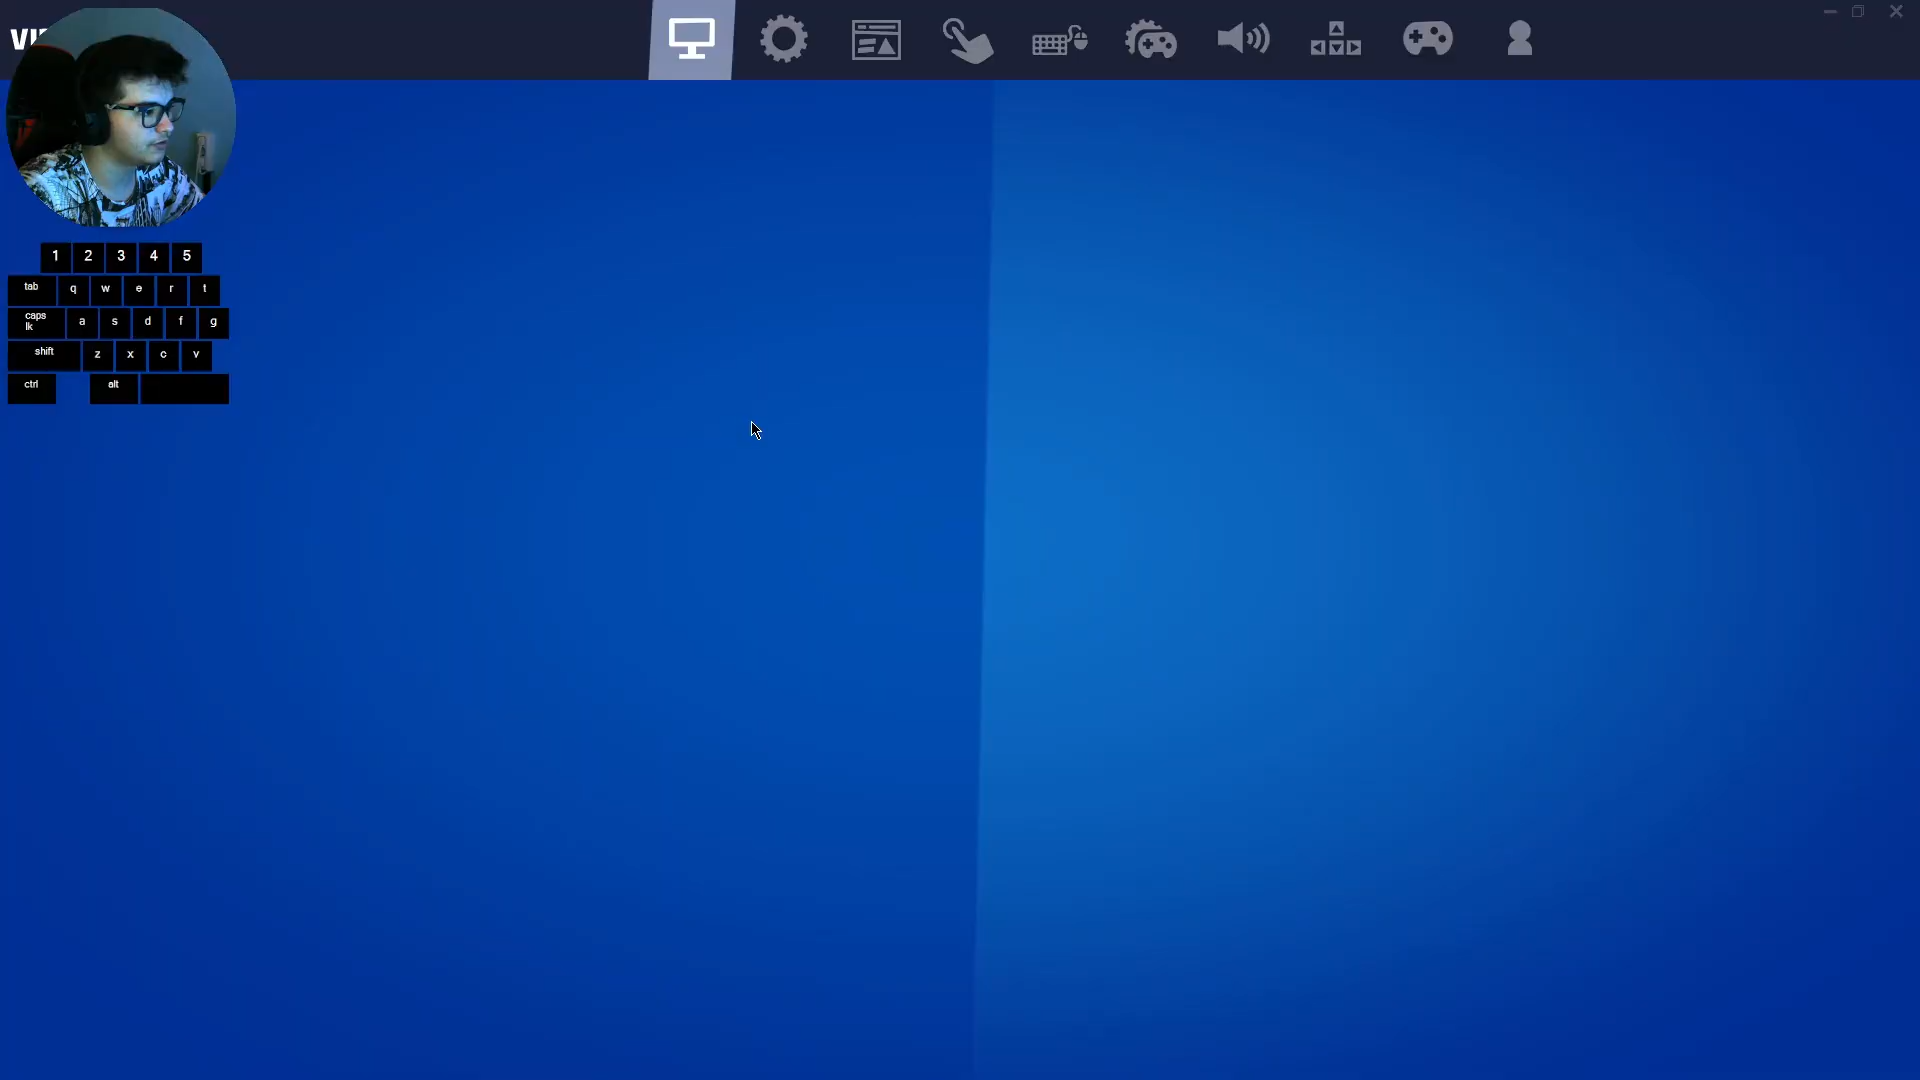 1 2 3 4 5
tab q w e r t
caps
lk
a s d f g
shift z x c v
ctrl alt